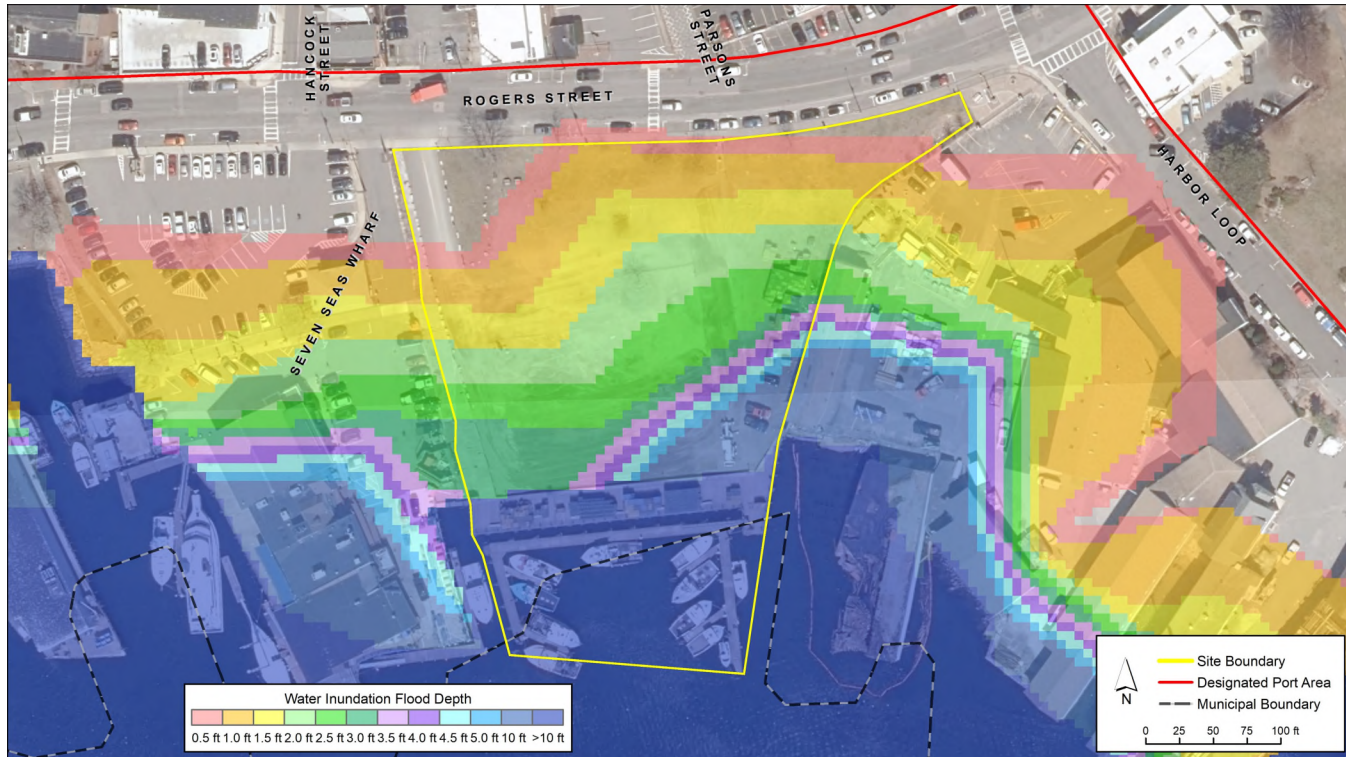 HANCOCK
STREET
PARSONS
STREET
ROGERS STREET
HARBOR LOOP
SEVEN SEAS WHARF
Water Inundation Flood Depth
0.5 ft 1.0 ft 1.5 ft 2.0 ft 2.5 ft 3.0 ft 3.5 ft 4.0 ft 4.5 ft 5.0 ft 10 ft >10 ft
N
Site Boundary
Designated Port Area
Municipal Boundary
0 25 50 75 100 ft